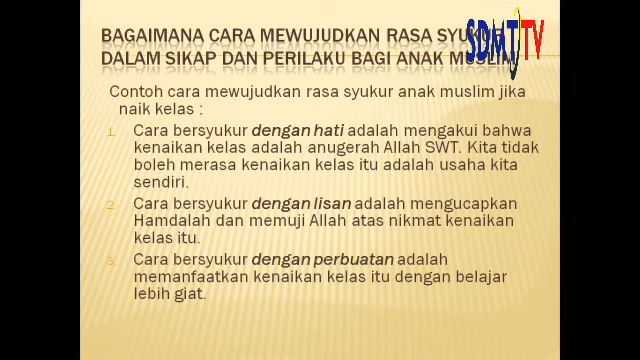 BAGAIMANA CARA MEWUJUDKAN RASA SYUKUR
DALAM SIKAP DAN PERILAKU BAGI ANAK MUSLIM
SDMT TV
Contoh cara mewujudkan rasa syukur anak muslim jika
naik kelas :
1. Cara bersyukur dengan hati adalah mengakui bahwa
kenaikan kelas adalah anugerah Allah SWT. Kita tidak
boleh merasa kenaikan kelas itu adalah usaha kita
sendiri.
2. Cara bersyukur dengan lisan adalah mengucapkan
Hamdalah dan memuji Allah atas nikmat kenaikan
kelas itu.
3. Cara bersyukur dengan perbuatan adalah
memanfaatkan kenaikan kelas itu dengan belajar
lebih giat.